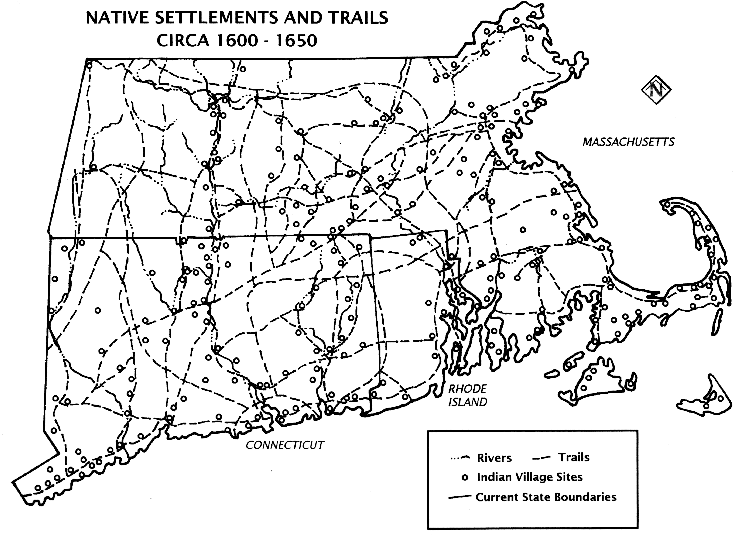 NATIVE SETTLEMENTS AND TRAILS
CIRCA 1600 - 1650
N
MASSACHUSETTS
RHODE
ISLAND
CONNECTICUT
Rivers Trails
Indian Village Sites
Current State Boundaries